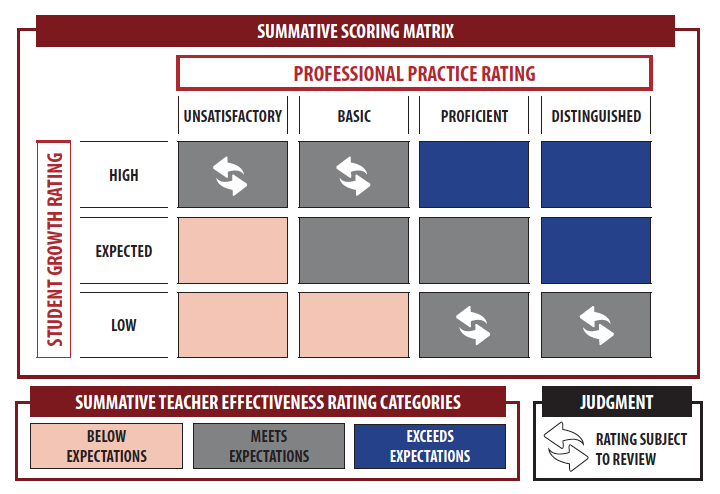 SUMMATIVE SCORING MATRIX
PROFESSIONAL PRACTICE RATING
UNSATISFACTORY
BASIC
PROFICIENT
DISTINGUISHED
STUDENT GROWTH RATING
HIGH
EXPECTED
LOW
SUMMATIVE TEACHER EFFECTIVENESS RATING CATEGORIES
BELOW
EXPECTATIONS
MEETS
EXPECTATIONS
EXCEEDS
EXPECTATIONS
JUDGMENT
RATING SUBJECT
TO REVIEW